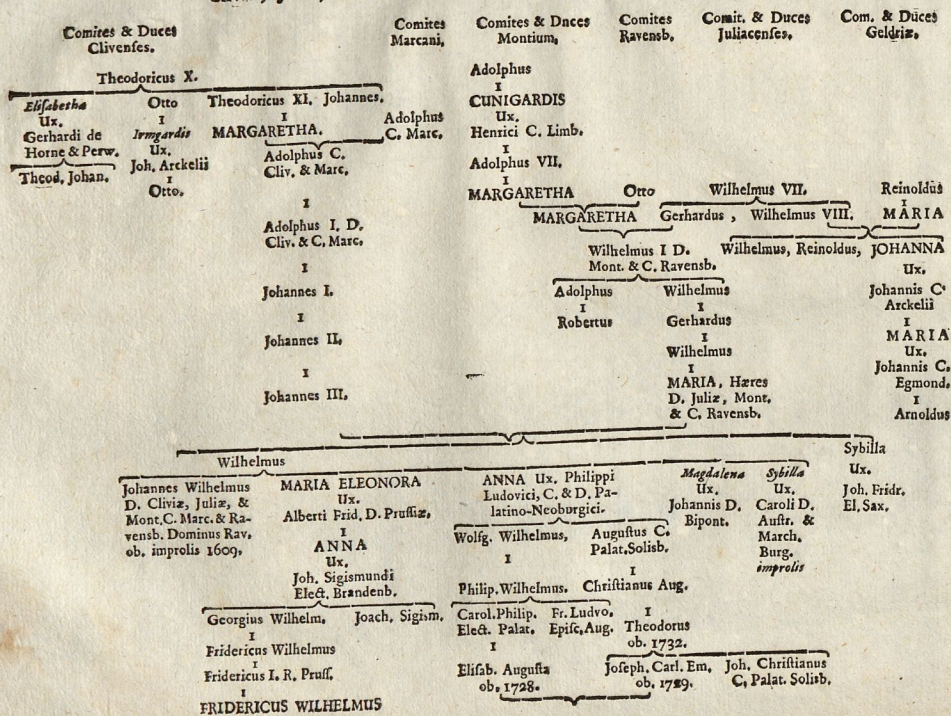 Comites & Duces
Clivenses.
Comites
Marcani,
Comites & Dnces
Montium,
Comites
Ravensb,
Comit. & Duces
Juliacenses,
Com. & Duces
Geldriæ,
Theodoricus X.
Elisabetha
Ux.
Gerhardi de
Horne & Perw.
Theod, Johan.
Otto
I
Irmgardis
Ux.
Joh. Arckelii
I
Otto.
Theodoricus XI. Johannes.
I
MARGARETHA.
Adolphus
C. Marc,
Adolphus C.
Cliv. & Marc,
I
Adolphus I. D.
Cliv. & C, Marc,
I
Johannes I.
I
Johannes II,
I
Johannes III.
Adolphus
I
CUNIGARDIS
Ux.
Henrici C. Limb,
I
Adolphus VII.
I
MARGARETHA
Otto
MARGARETHA
Wilhelmus VII.
Gerhardus , Wilhelmus VIII.
Reinoldus
I
MARIA
Wilhelmus I D.
Mont. & C. Ravensb,
Wilhelmus, Reinoldus, JOHANNA
Ux.
Johannis C.
Arckelii
I
MARIA
Ux.
Johannis C.
Egmond,
I
Arnoldus
Adolphus
I
Robertus
Wilhelmus
I
Gerhardus
I
Wilhelmus
I
MARIA, Hæres
D. Juliæ, Mont.
& C. Ravensb,
Wilhelmus
Sybilla
Ux.
Joh. Fridr.
El, Sax.
Johannes Wilhelmus
D. Cliviæ, Juliæ, &
Mont,C. Marc. & Ra-
vensb. Dominus Rav.
ob. improlis 1609,
MARIA ELEONORA
Ux.
Alberti Frid, D. Prussiæ,
I
ANNA
Ux.
Joh. Sigismundi
Elect. Brandenb.
ANNA Ux. Philippi
Ludovici, C. & D. Pa-
latino-Neoburgici.
Magdalena
Ux.
Johannis D.
Bipont.
Sybilla
Ux.
Caroli D,
Austr. &
March,
Burg.
improlis
Wolfg. Wilhelmus,
I
Philip. Wilhelmus.
Augustus C.
Palat.Solisb.
I
Christianus Aug.
Georgius Wilhelm,
I
Fridericus Wilhelmus
I
Fridericus I. R. Pruss.
I
FRIDERICUS WILHELMUS
Joach, Sigism.
Carol.Philip.
Elect. Palat.
I
Elisab. Augusta
ob, 1728.
Fr. Ludvo,
Episc, Aug.
I
Theodorus
ob. 1732.
Joseph. Carl. Em,
ob. 1729.
Joh. Christianus
C, Palat. Solisb,